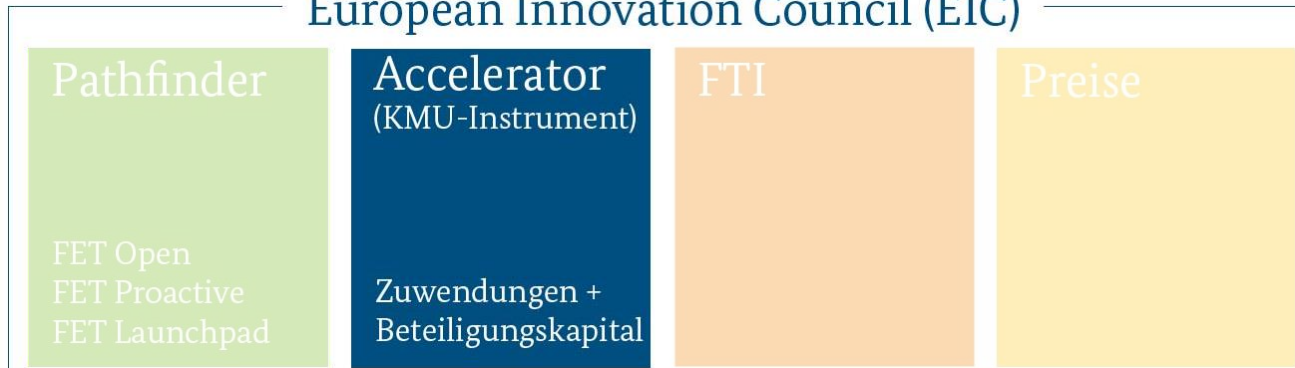 European Innovation Council (EIC)
Pathfinder
FET Open
FET Proactive
FET Launchpad
Accelerator
(KMU-Instrument)
Zuwendungen +
Beteiligungskapital
FTI
Preise